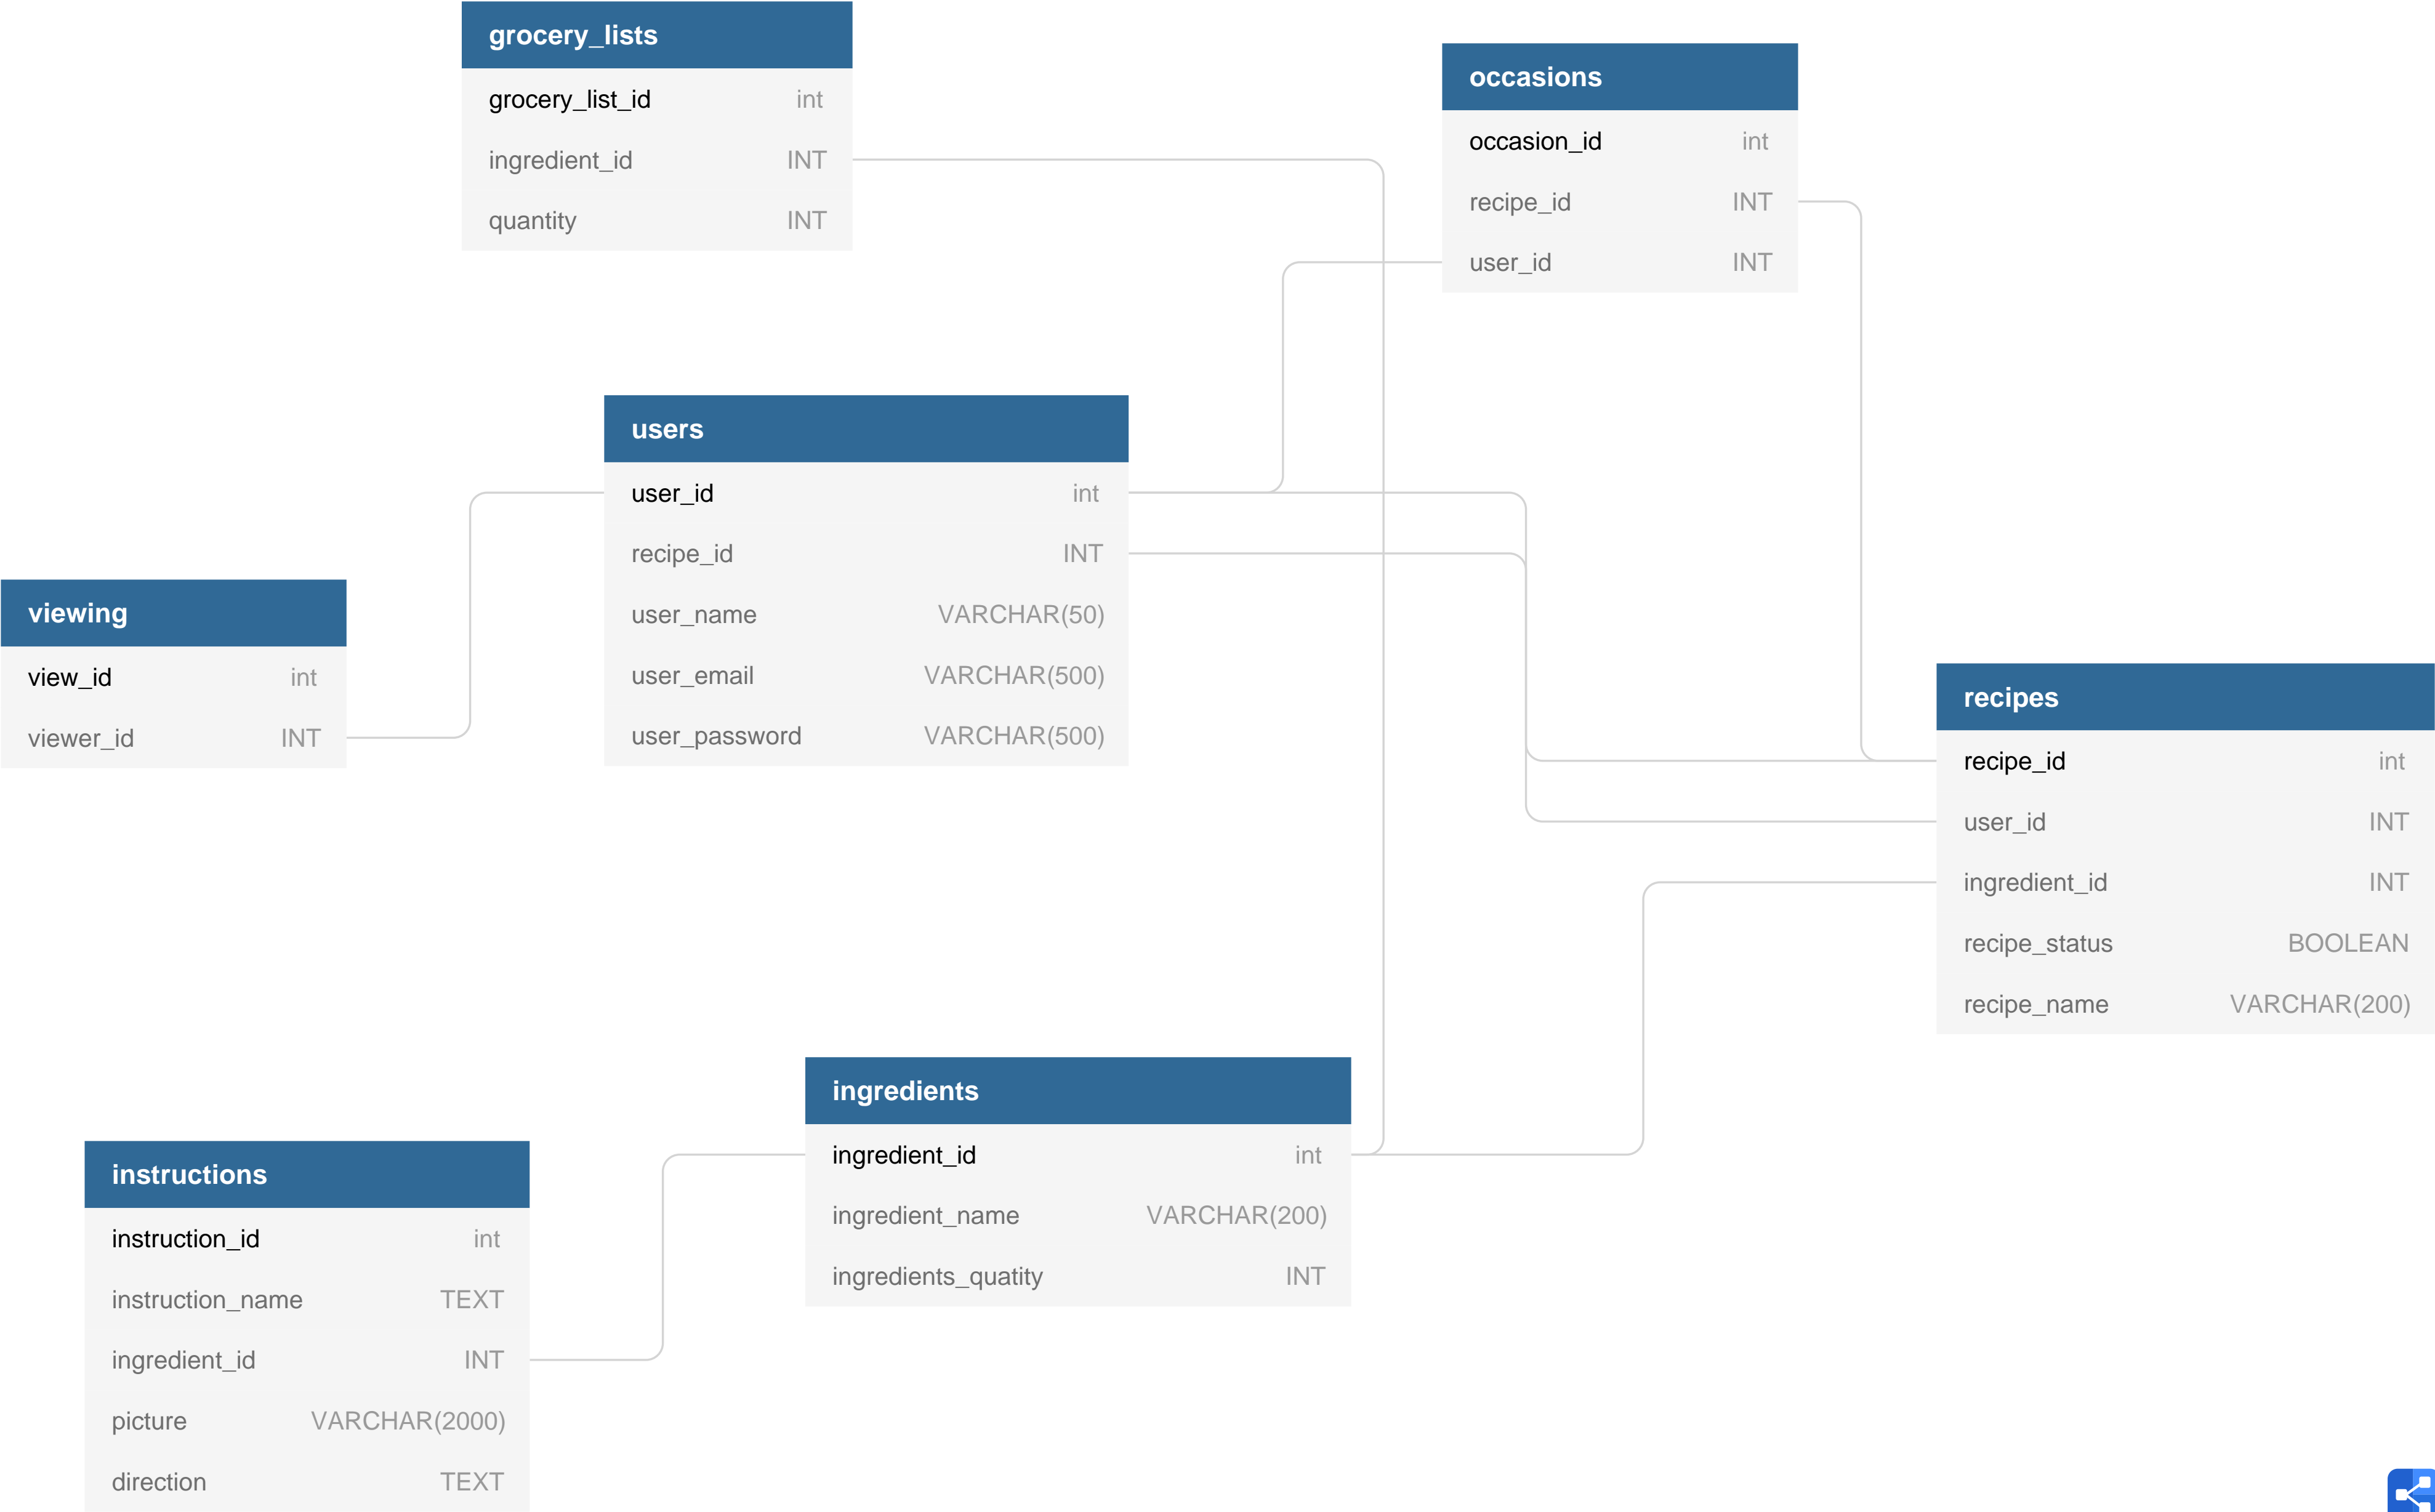 grocery_lists
grocery_list_id int
ingredient_id INT
quantity INT
occasions
occasion_id int
recipe_id INT
user_id INT
users
user_id int
recipe_id INT
user_name VARCHAR(50)
user_email VARCHAR(500)
user_password VARCHAR(500)
viewing
view_id int
viewer_id INT
recipes
recipe_id int
user_id INT
ingredient_id INT
recipe_status BOOLEAN
recipe_name VARCHAR(200)
ingredients
ingredient_id int
ingredient_name VARCHAR(200)
ingredients_quatity INT
instructions
instruction_id int
instruction_name TEXT
ingredient_id INT
picture VARCHAR(2000)
direction TEXT